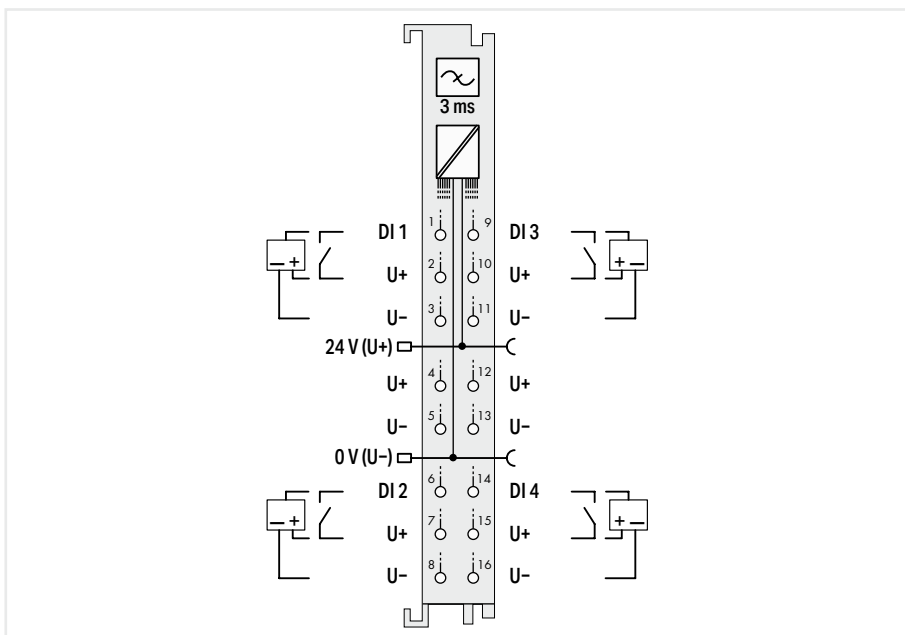 3 ms
DI 1 1 9 DI 3
− + + −
U+ 2 10 U+
U− 3 11 U−
24 V (U+)
U+ 4 12 U+
U− 5 13 U−
0 V (U−)
DI 2 6 14 DI 4
− + + −
U+ 7 15 U+
U− 8 16 U−